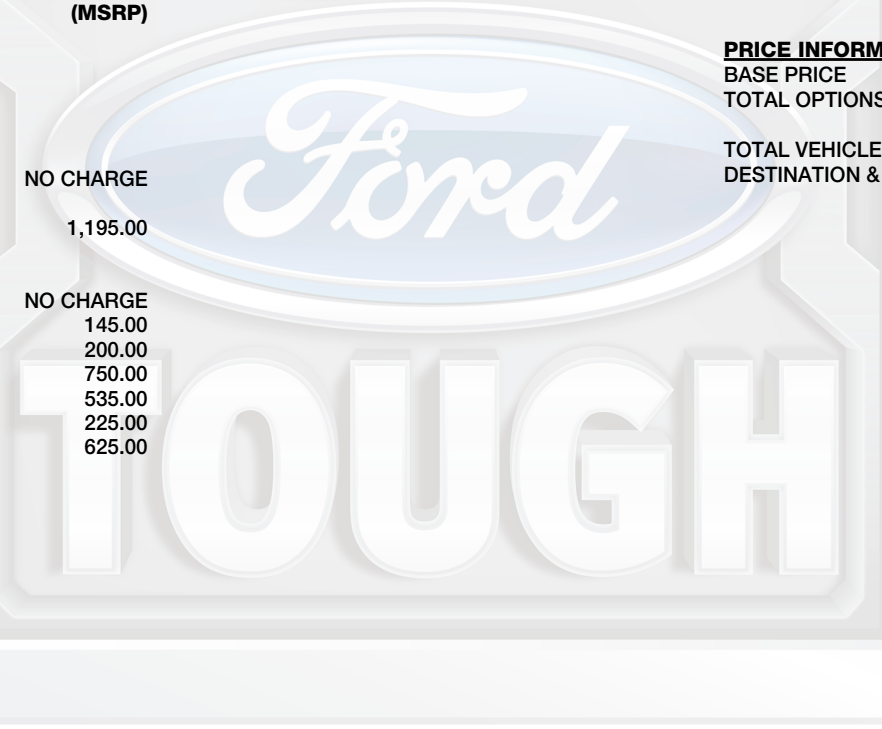 (MSRP)
NO CHARGE
1,195.00
NO CHARGE
145.00
200.00
750.00
535.00
225.00
625.00
PRICE INFORM
BASE PRICE
TOTAL OPTIONS
TOTAL VEHICLE
DESTINATION &
Ford
TOUGH